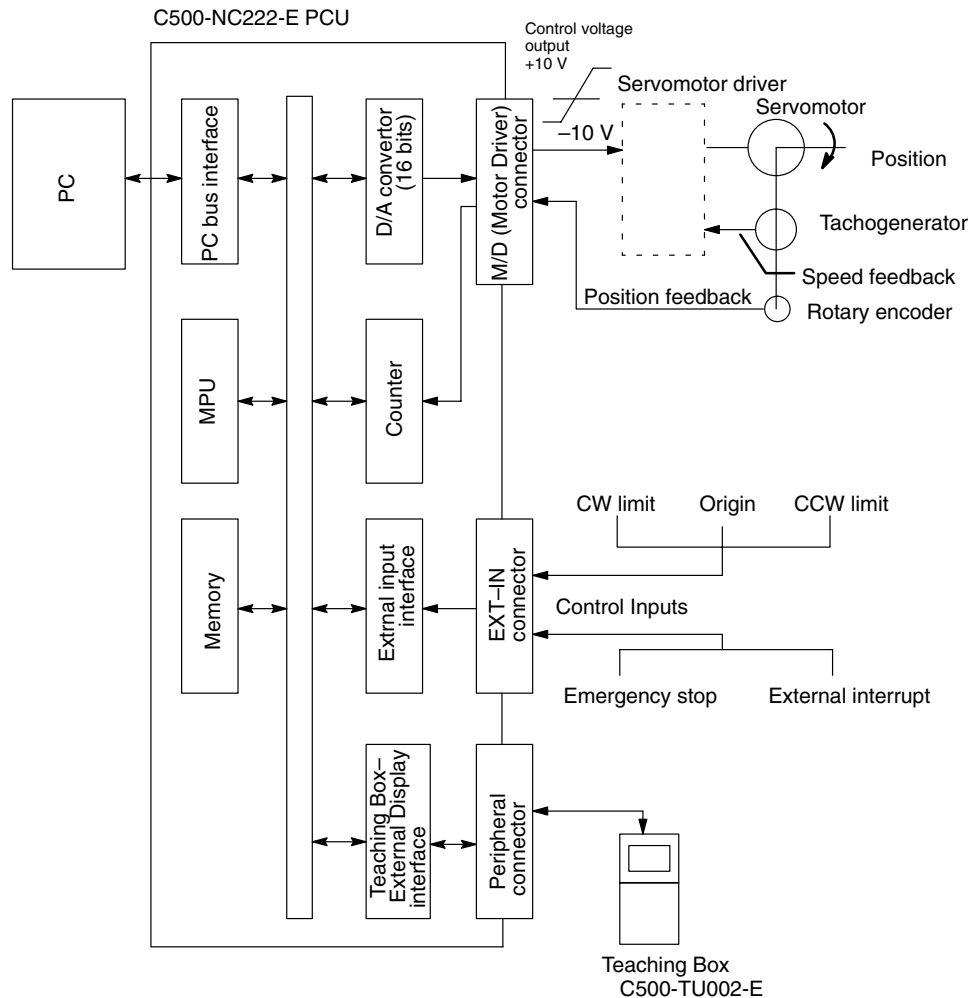 C500-NC222-E PCU
Control voltage
output
+10 V
–10 V
Servomotor driver
Servomotor
Position
Tachogenerator
Speed feedback
Position feedback
Rotary encoder
PC
PC bus interface
D/A convertor
(16 bits)
M/D (Motor Driver)
connector
MPU
Counter
CW limit
Origin
CCW limit
Memory
Extrnal input
interface
EXT–IN
connector
Control Inputs
Emergency stop
External interrupt
Teaching Box–
External Display
interface
Peripheral
connector
Teaching Box
C500-TU002-E